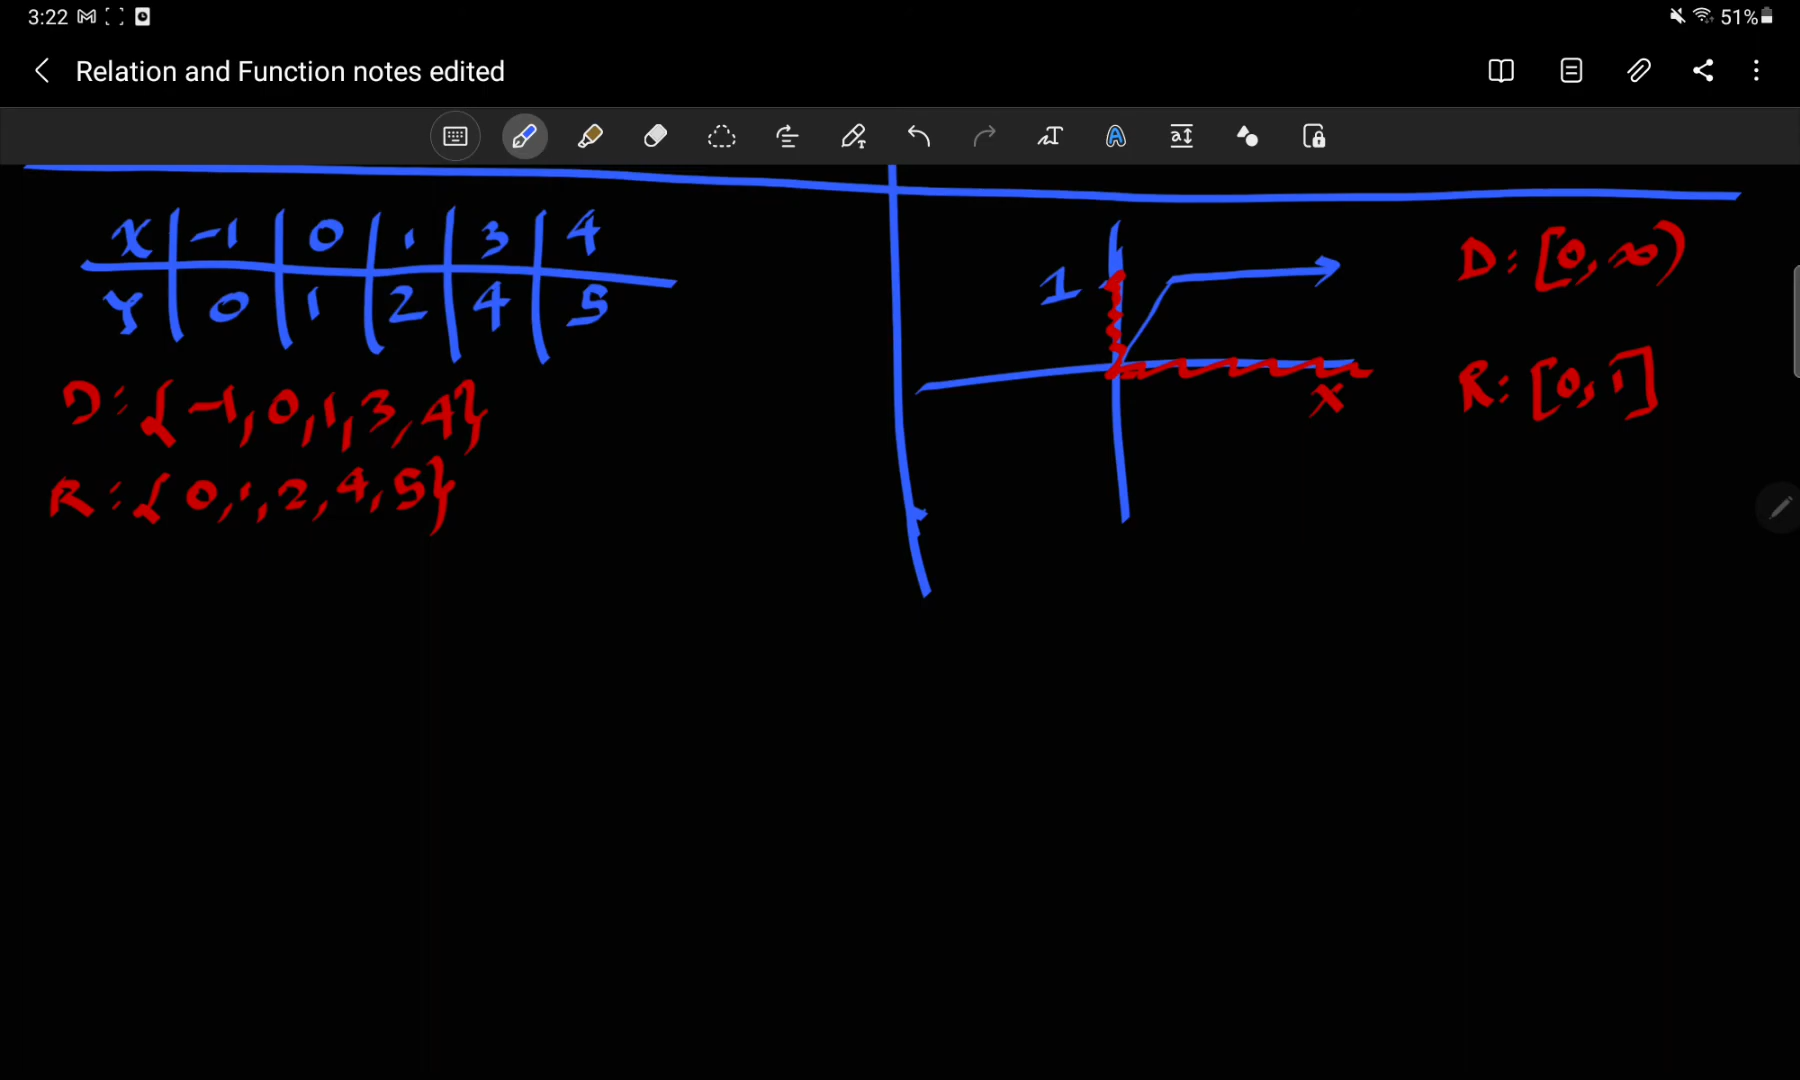 3:22
51%
Relation and Function notes edited
X -1 0 1 3 4
Y 0 1 2 4 5
D: {-1, 0, 1, 3, 4}
R: {0, 1, 2, 4, 5}
1
X
D: [0, ∞)
R: [0, 1]